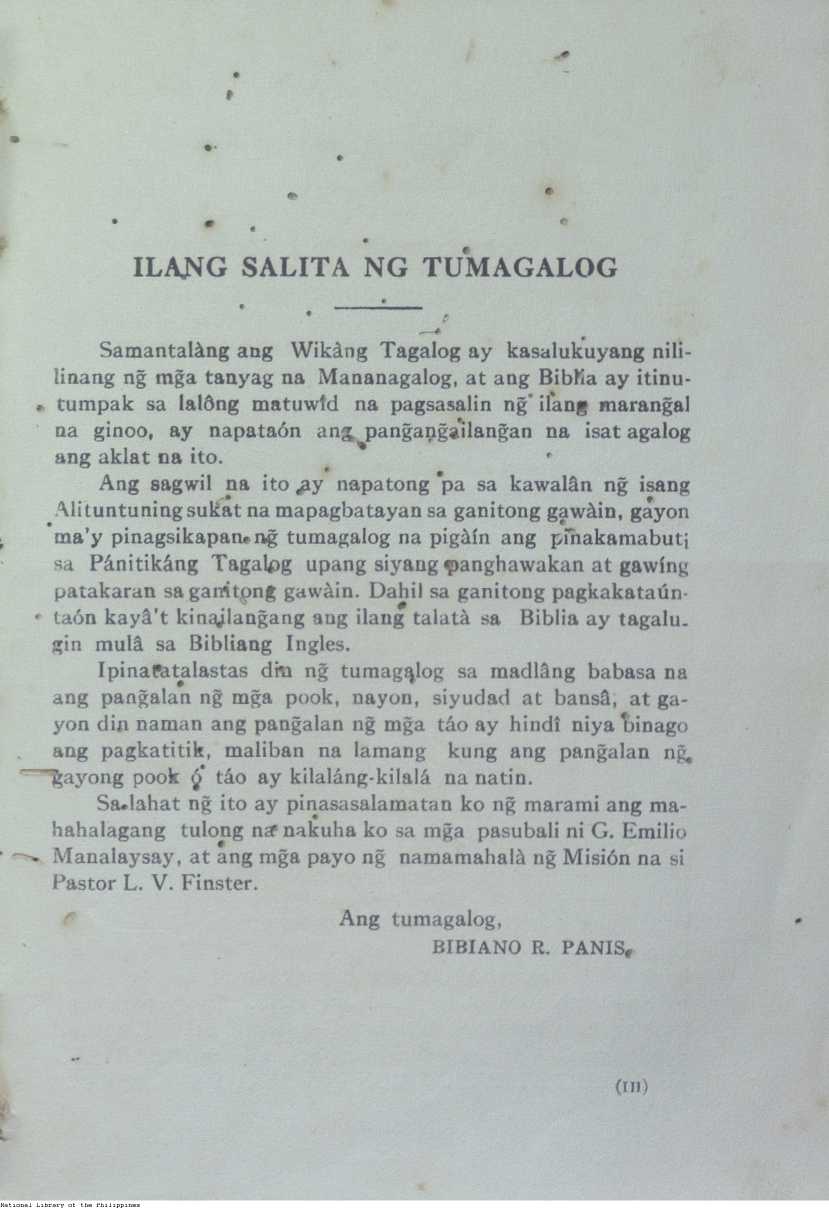 ILANG SALITA NG TUMAGALOG
Samantalàng ang Wikàng Tagalog ay kasalukuyang nili-
linang ng̃ mg̃a tanyag na Mananagalog, at ang Biblia ay itinu-
tumpak sa lalông matuwîd na pagsasalin ng̃ ilang marang̃al
na ginoo, ay napataón ang pang̃ang̃ailang̃an na isat agalog
ang aklat na ito.
Ang sagwil na ito ay napatong pa sa kawalân ng̃ isang
Alituntuning sukat na mapagbatayan sa ganitong gawàin, gayon
ma'y pinagsikapan ng̃ tumagalog na pigàín ang pinakamabuti
sa Pánitikáng Tagalog upang siyang panghawakan at gawíng
patakaran sa ganitong gawàin. Dahil sa ganitong pagkakataún-
taón kayâ't kinailang̃ang ang ilang talatà sa Biblia ay tagalu-
gin mulâ sa Bibliang Ingles.
Ipinatatalastas din ng̃ tumagalog sa madlâng babasa na
ang pang̃alan ng̃ mg̃a pook, nayon, siyudad at bansâ, at ga-
yon din naman ang pang̃alan ng̃ mg̃a táo ay hindî niya binago
ang pagkatitik, maliban na lamang kung ang pang̃alan ng̃
gayong pook ó táo ay kilaláng-kilalá na natin.
Sa lahat ng̃ ito ay pinasasalamatan ko ng̃ marami ang ma-
hahalagang tulong na nakuha ko sa mg̃a pasubali ni G. Emilio
Manalaysay, at ang mg̃a payo ng̃ namamahalà ng̃ Misión na si
Pastor L. V. Finster.
Ang tumagalog,
BIBIANO R. PANIS.
(III)
National Library of the Philippines